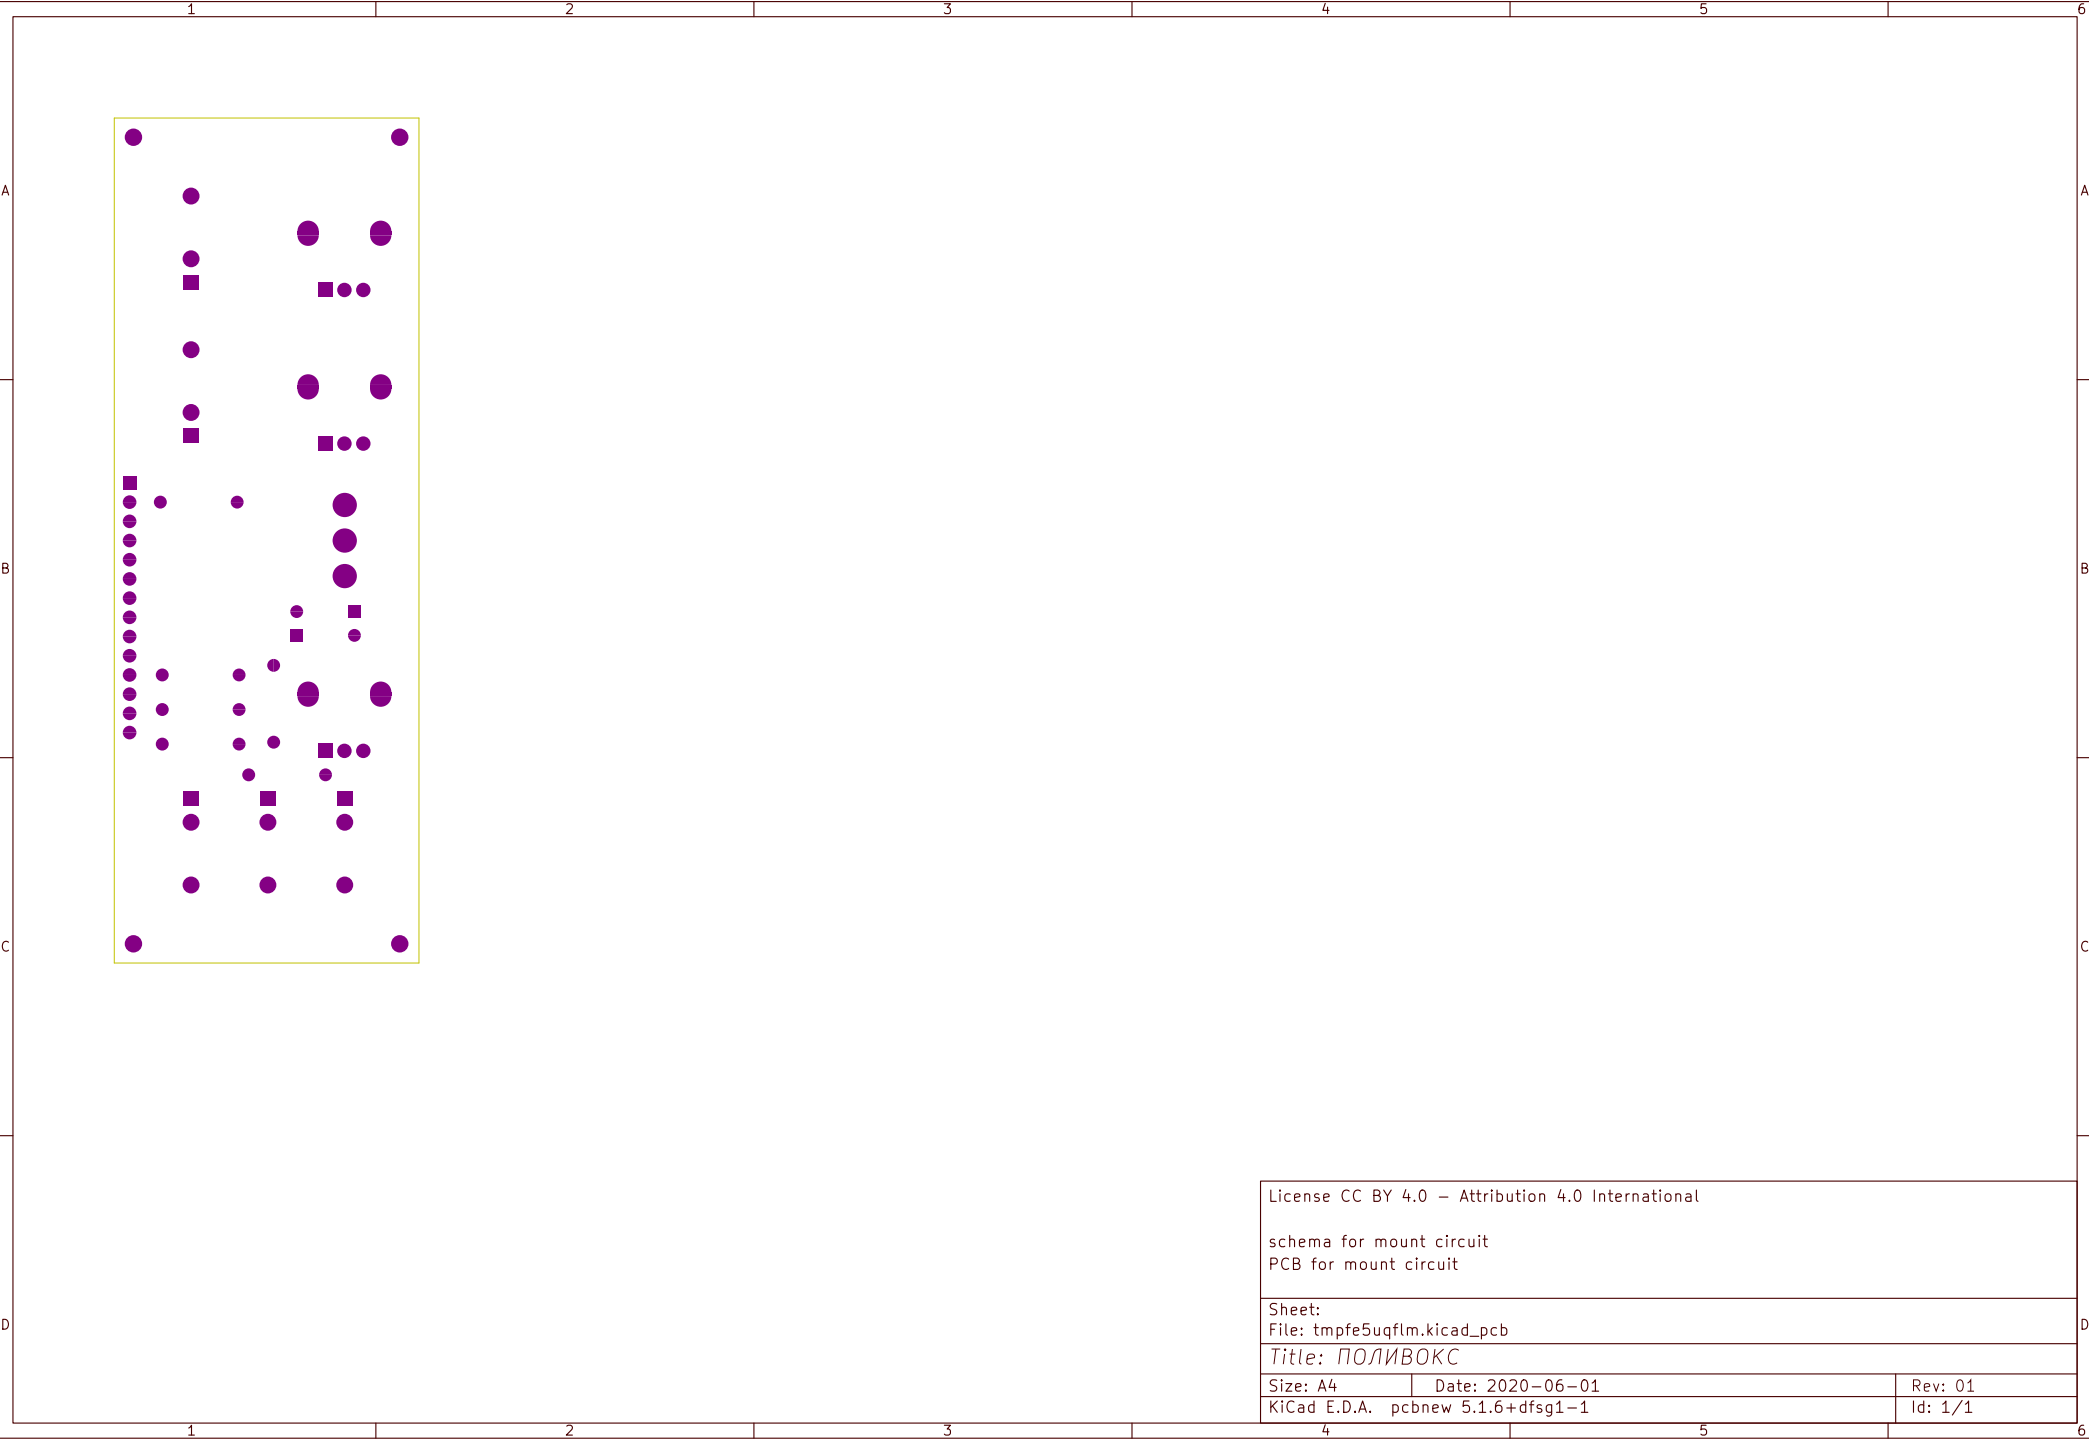 1 2 3 4 5 6
A A
B B
C C
D D
License CC BY 4.0 – Attribution 4.0 International
schema for mount circuit
PCB for mount circuit
Sheet:
File: tmpfe5uqflm.kicad_pcb
Title: ПОЛИВОКС
Size: A4 Date: 2020–06–01 Rev: 01
KiCad E.D.A. pcbnew 5.1.6+dfsg1–1 Id: 1/1
1 2 3 4 5 6